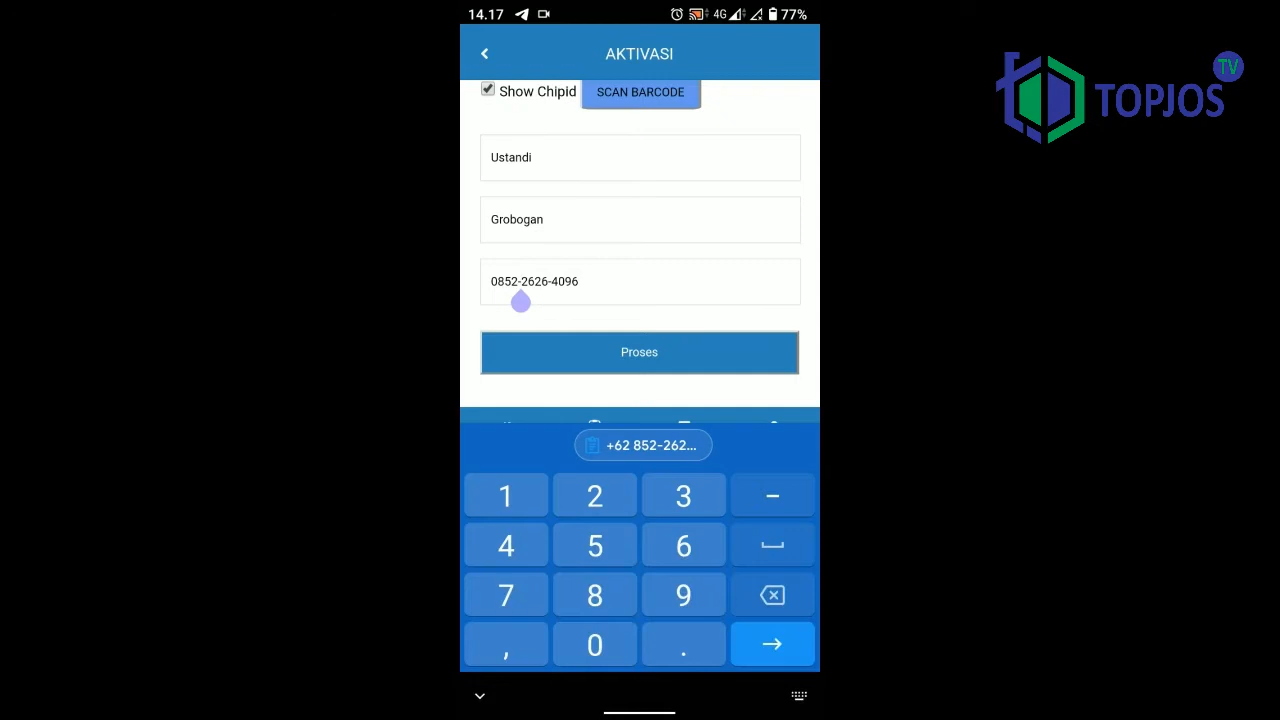 14.17
4G
77%
AKTIVASI
TV
TOPJOS
Show Chipid
SCAN BARCODE
Ustandi
Grobogan
0852-2626-4096
Proses
+62 852-262...
1 2 3 -
4 5 6
7 8 9
, 0 .